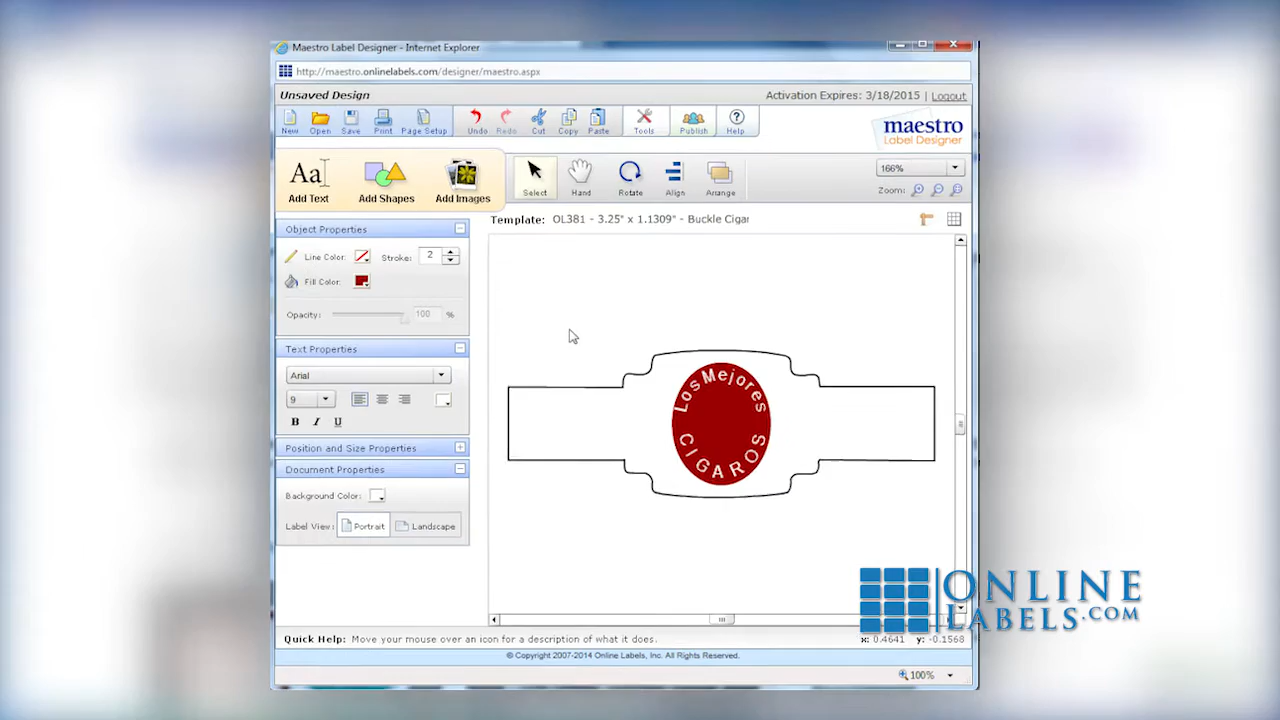 Maestro Label Designer - Internet Explorer
http://maestro.onlinelabels.com/designer/maestro.aspx
Unsaved Design
Activation Expires: 3/18/2015 | Logout
New Open Save Print Page Setup Undo Redo Cut Copy Paste Tools Publish Help
maestro
Label Designer
Aa
Add Text Add Shapes Add Images
Select Hand Rotate Align Arrange
166%
Zoom:
Template: OL381 - 3.25" x 1.1309" - Buckle Cigar
Object Properties
Line Color: Stroke: 2
Fill Color:
Opacity: 100 %
Text Properties
Arial
9
B I U
Position and Size Properties
Document Properties
Background Color:
Label View: Portrait Landscape
Los Mejores
CIGAROS
ONLINE
LABELS.COM
Quick Help: Move your mouse over an icon for a description of what it does.
x: 0.4641 y: -0.1568
© Copyright 2007-2014 Online Labels, Inc. All Rights Reserved.
100%